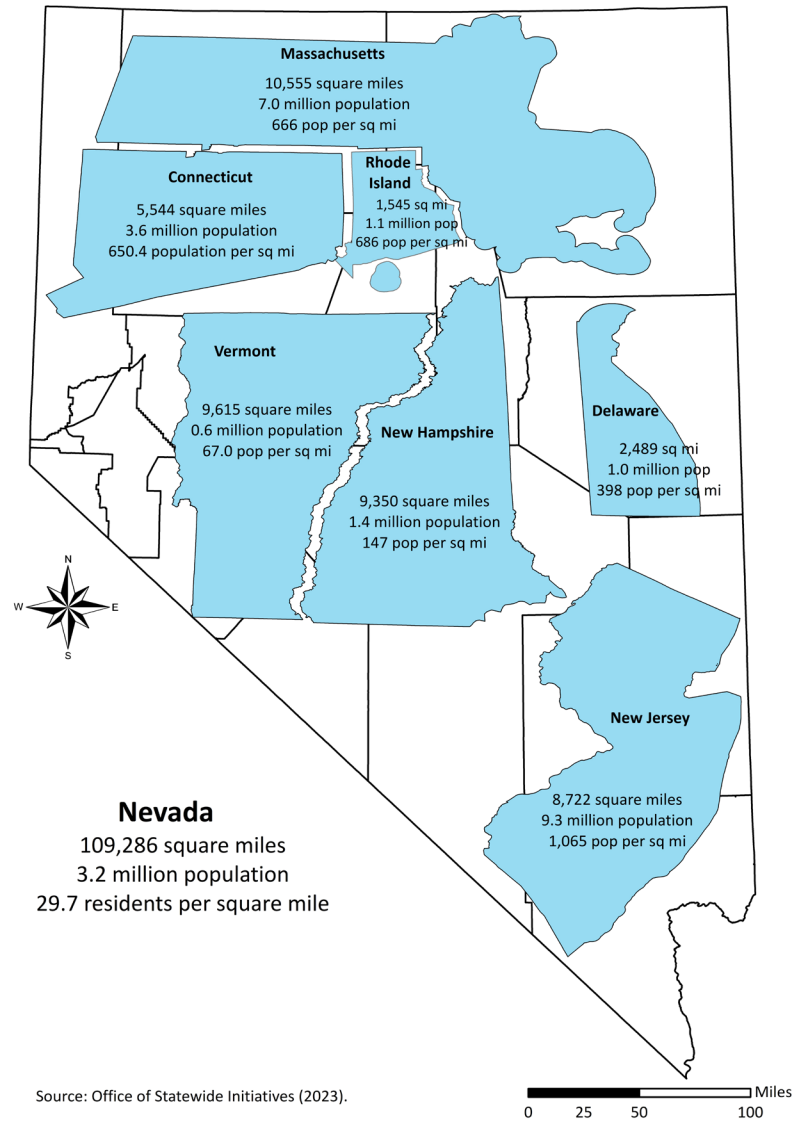 Massachusetts
10,555 square miles
7.0 million population
666 pop per sq mi
Connecticut
5,544 square miles
3.6 million population
650.4 population per sq mi
Rhode
Island
1,545 sq mi
1.1 million pop
686 pop per sq mi
Vermont
9,615 square miles
0.6 million population
67.0 pop per sq mi
New Hampshire
9,350 square miles
1.4 million population
147 pop per sq mi
Delaware
2,489 sq mi
1.0 million pop
398 pop per sq mi
N
W
E
S
New Jersey
8,722 square miles
9.3 million population
1,065 pop per sq mi
Nevada
109,286 square miles
3.2 million population
29.7 residents per square mile
Source: Office of Statewide Initiatives (2023).
Miles
0 25 50 100